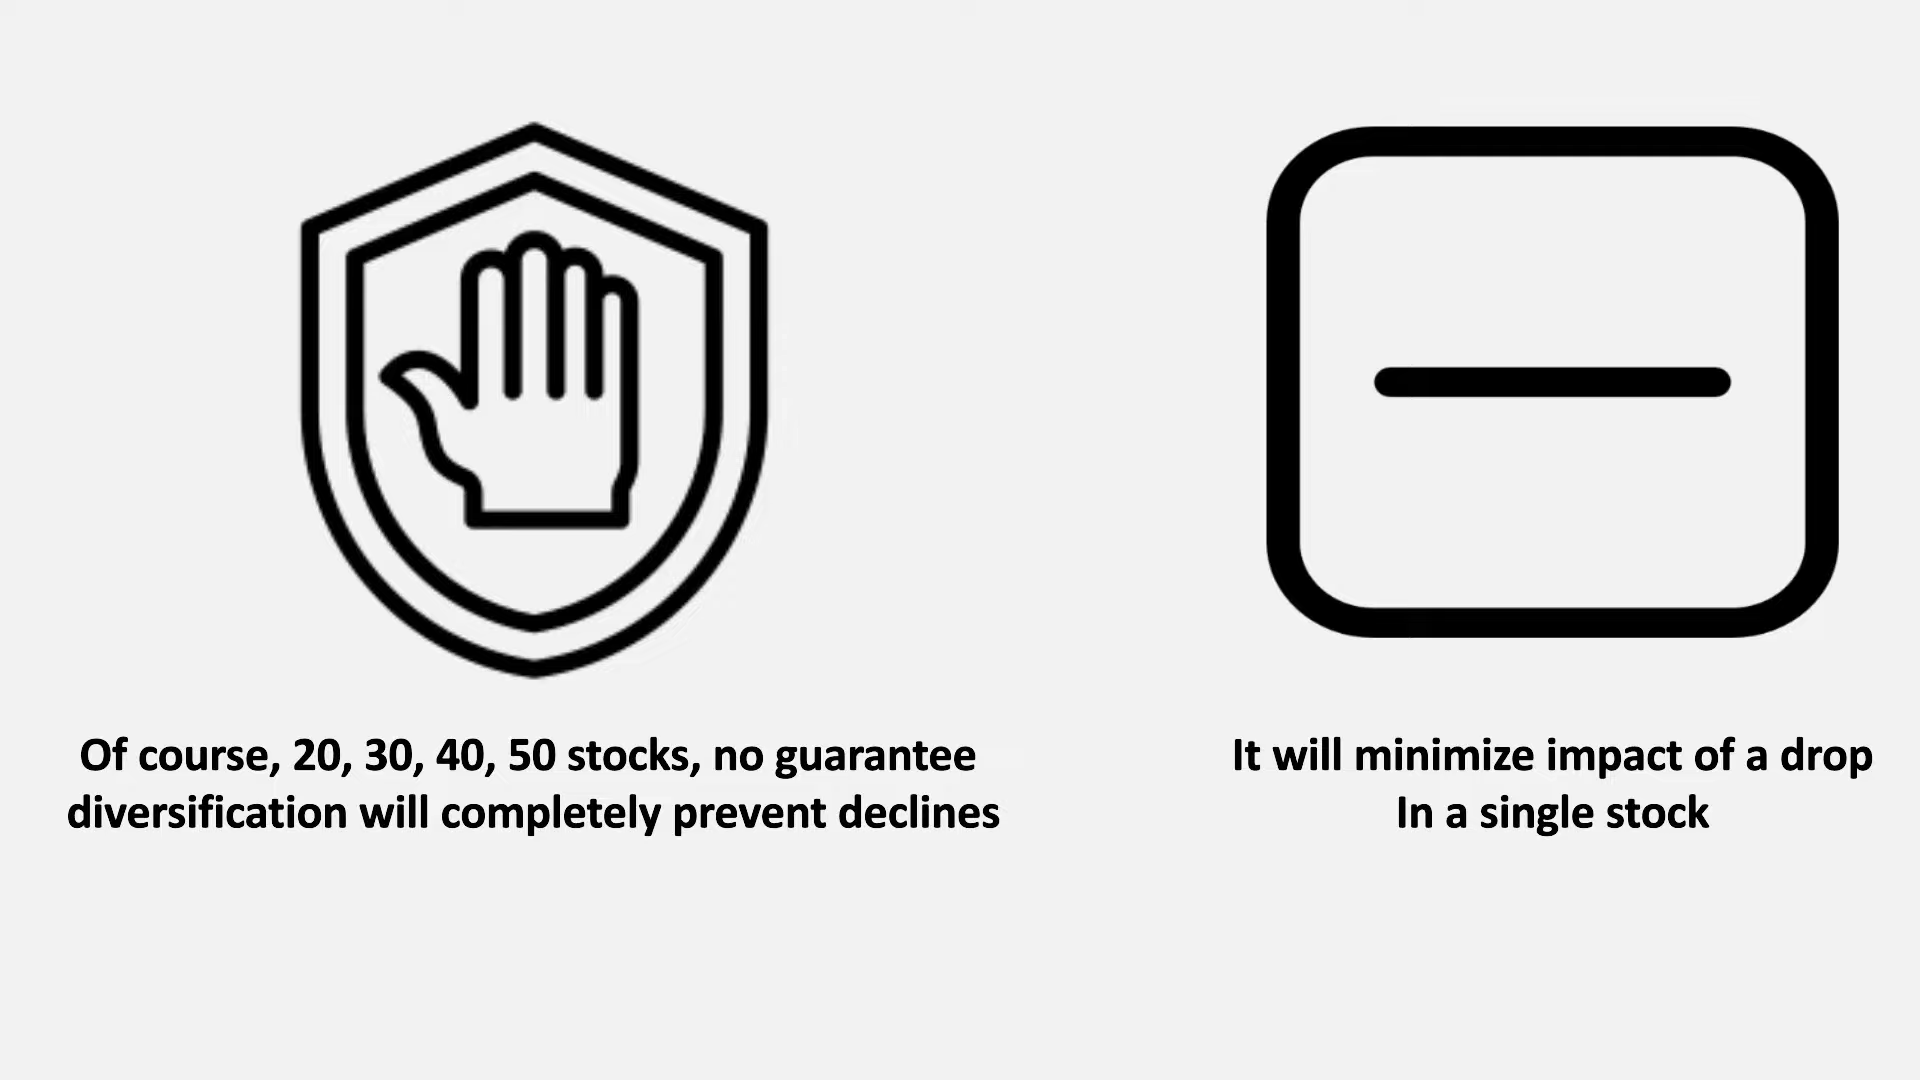 Of course, 20, 30, 40, 50 stocks, no guarantee
diversification will completely prevent declines
It will minimize impact of a drop
In a single stock